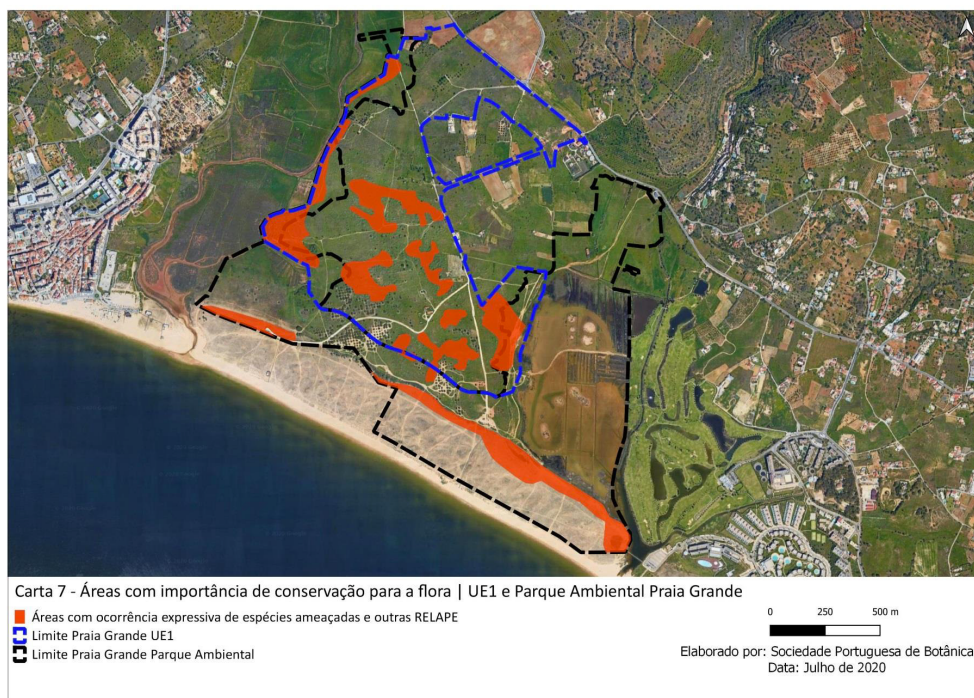 Carta 7 - Áreas com importância de conservação para a flora | UE1 e Parque Ambiental Praia Grande
Áreas com ocorrência expressiva de espécies ameaçadas e outras RELAPE
Limite Praia Grande UE1
Limite Praia Grande Parque Ambiental
0 250 500 m
Elaborado por: Sociedade Portuguesa de Botânica
Data: Julho de 2020